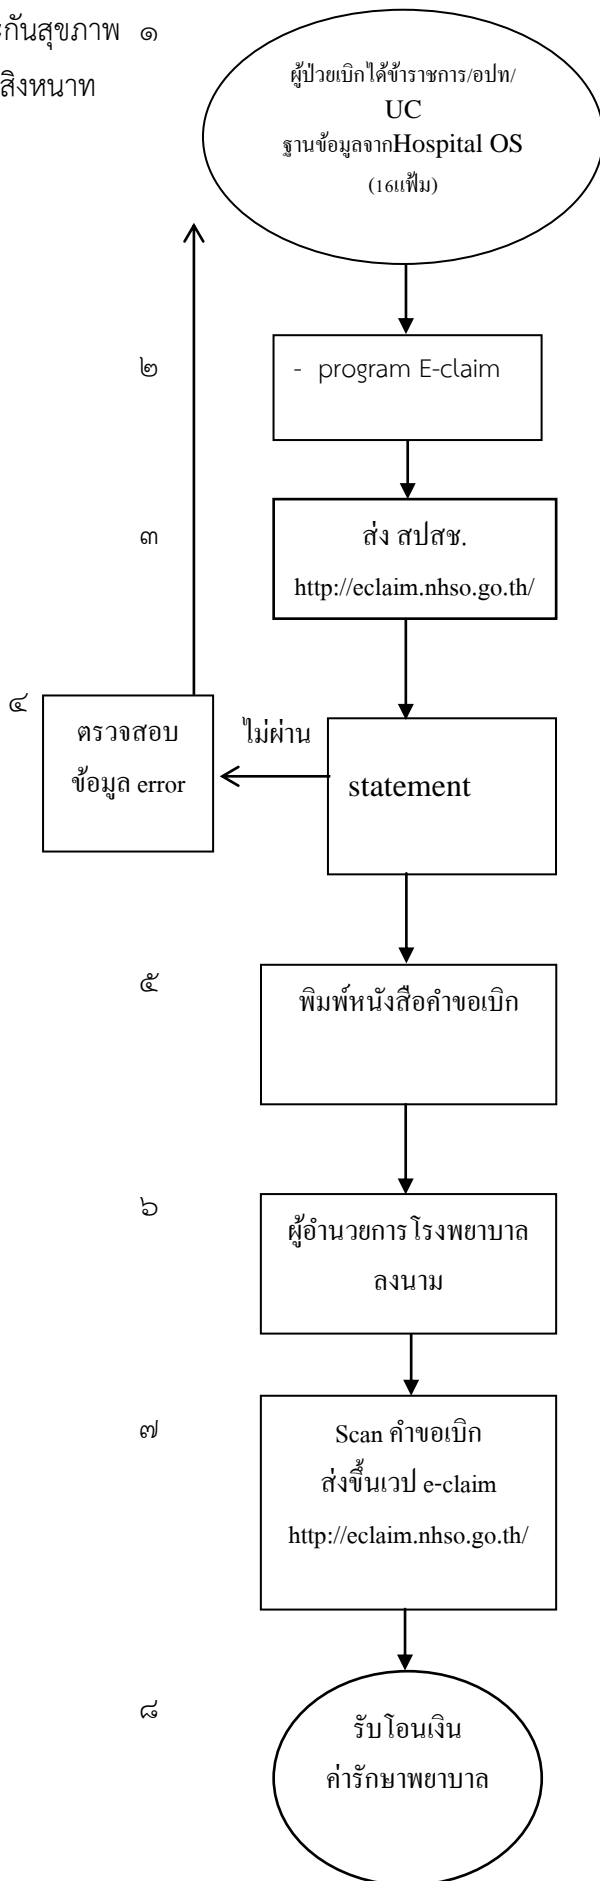 ะกันสุขภาพ ๑
สิงหนาท
ผู้ป่วยเบิกได้ข้าราชการ/อปท/
UC
ฐานข้อมูลจากHospital OS
(16แฟ้ม)
๒
- program E-claim
๓
ส่ง สปสช.
http://eclaim.nhso.go.th/
๔
ตรวจสอบ
ข้อมูล error
ไม่ผ่าน
statement
๕
พิมพ์หนังสือคำขอเบิก
๖
ผู้อำนวยการโรงพยาบาล
ลงนาม
๗
Scan คำขอเบิก
ส่งขึ้นเวป e-claim
http://eclaim.nhso.go.th/
๘
รับโอนเงิน
ค่ารักษาพยาบาล